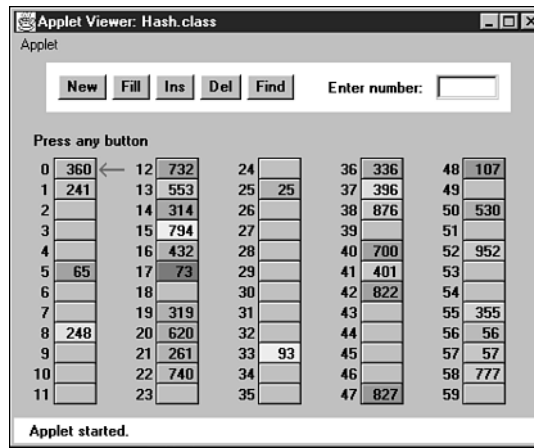 Applet Viewer: Hash.class
Applet
New Fill Ins Del Find Enter number:
Press any button
0 360 12 732 24 36 336 48 107
1 241 13 553 25 25 37 396 49
2 14 314 26 38 876 50 530
3 15 794 27 39 51
4 16 432 28 40 700 52 952
5 65 17 73 29 41 401 53
6 18 30 42 822 54
7 19 319 31 43 55 355
8 248 20 620 32 44 56 56
9 21 261 33 93 45 57 57
10 22 740 34 46 58 777
11 23 35 47 827 59
Applet started.